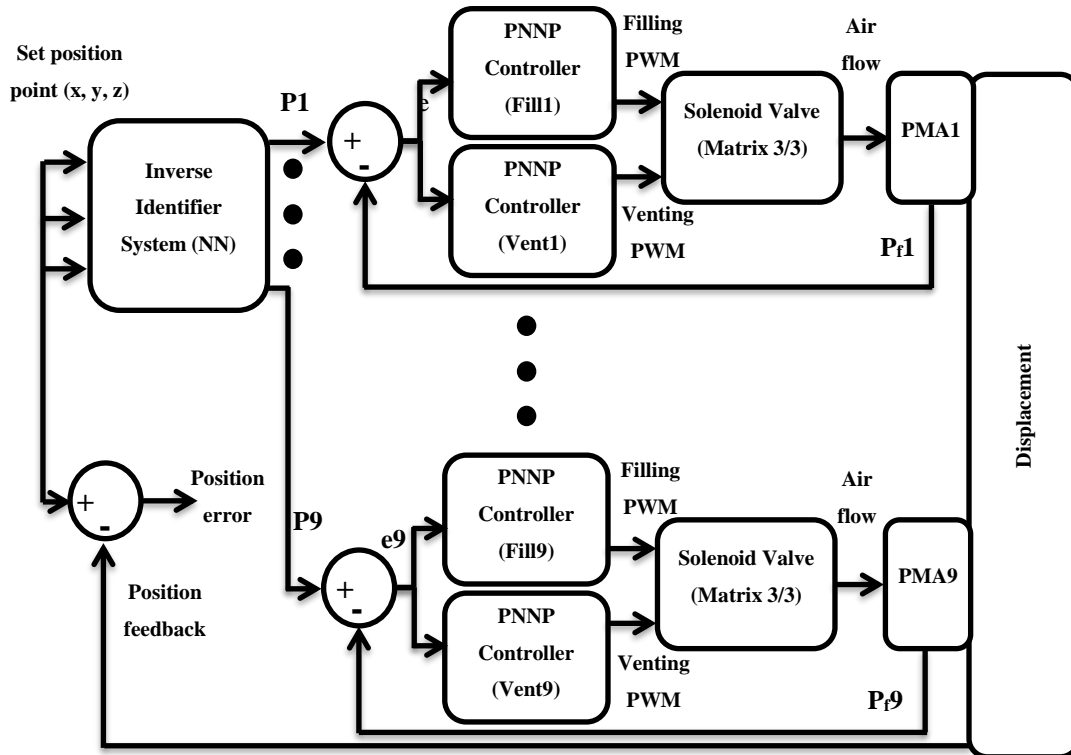 Set position
point (x, y, z)
Inverse
Identifier
System (NN)
P1
+
-
e
PNNP
Controller
(Fill1)
PNNP
Controller
(Vent1)
Filling
PWM
Venting
PWM
Solenoid Valve
(Matrix 3/3)
Air
flow
PMA1
Pf1
Displacement
+
-
Position
error
Position
feedback
P9
+
-
e9
PNNP
Controller
(Fill9)
PNNP
Controller
(Vent9)
Filling
PWM
Venting
PWM
Solenoid Valve
(Matrix 3/3)
Air
flow
PMA9
Pf9